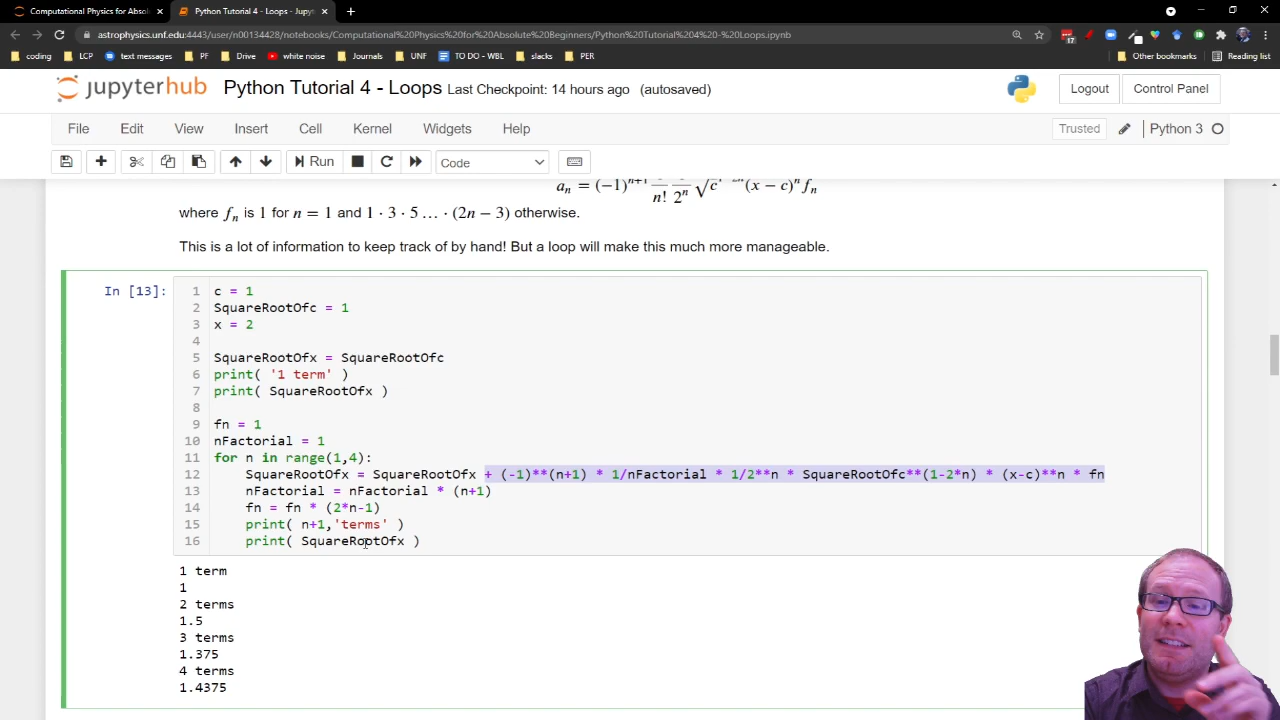 Computational Physics for Absol
Python Tutorial 4 - Loops - Jupyt
astrophysics.unf.edu:4443/user/n00134428/notebooks/Computational%20Physics%20for%20Absolute%20Beginners/Python%20Tutorial%204%20-%20Loops.ipynb
17
coding
LCP
text messages
PF
Drive
white noise
Journals
UNF
TO DO - WBL
slacks
PER
Other bookmarks
Reading list
jupyterhub
Python Tutorial 4 - Loops Last Checkpoint: 14 hours ago (autosaved)
Logout
Control Panel
File
Edit
View
Insert
Cell
Kernel
Widgets
Help
Trusted
Python 3
Run
Code
where fn is 1 for n = 1 and 1 · 3 · 5 … · (2n − 3) otherwise.
This is a lot of information to keep track of by hand! But a loop will make this much more manageable.
In [13]:
1 c = 1
2 SquareRootOfc = 1
3 x = 2
4
5 SquareRootOfx = SquareRootOfc
6 print( '1 term' )
7 print( SquareRootOfx )
8
9 fn = 1
10 nFactorial = 1
11 for n in range(1,4):
12 SquareRootOfx = SquareRootOfx + (-1)**(n+1) * 1/nFactorial * 1/2**n * SquareRootOfc**(1-2*n) * (x-c)**n * fn
13 nFactorial = nFactorial * (n+1)
14 fn = fn * (2*n-1)
15 print( n+1,'terms' )
16 print( SquareRootOfx )
1 term
1
2 terms
1.5
3 terms
1.375
4 terms
1.4375